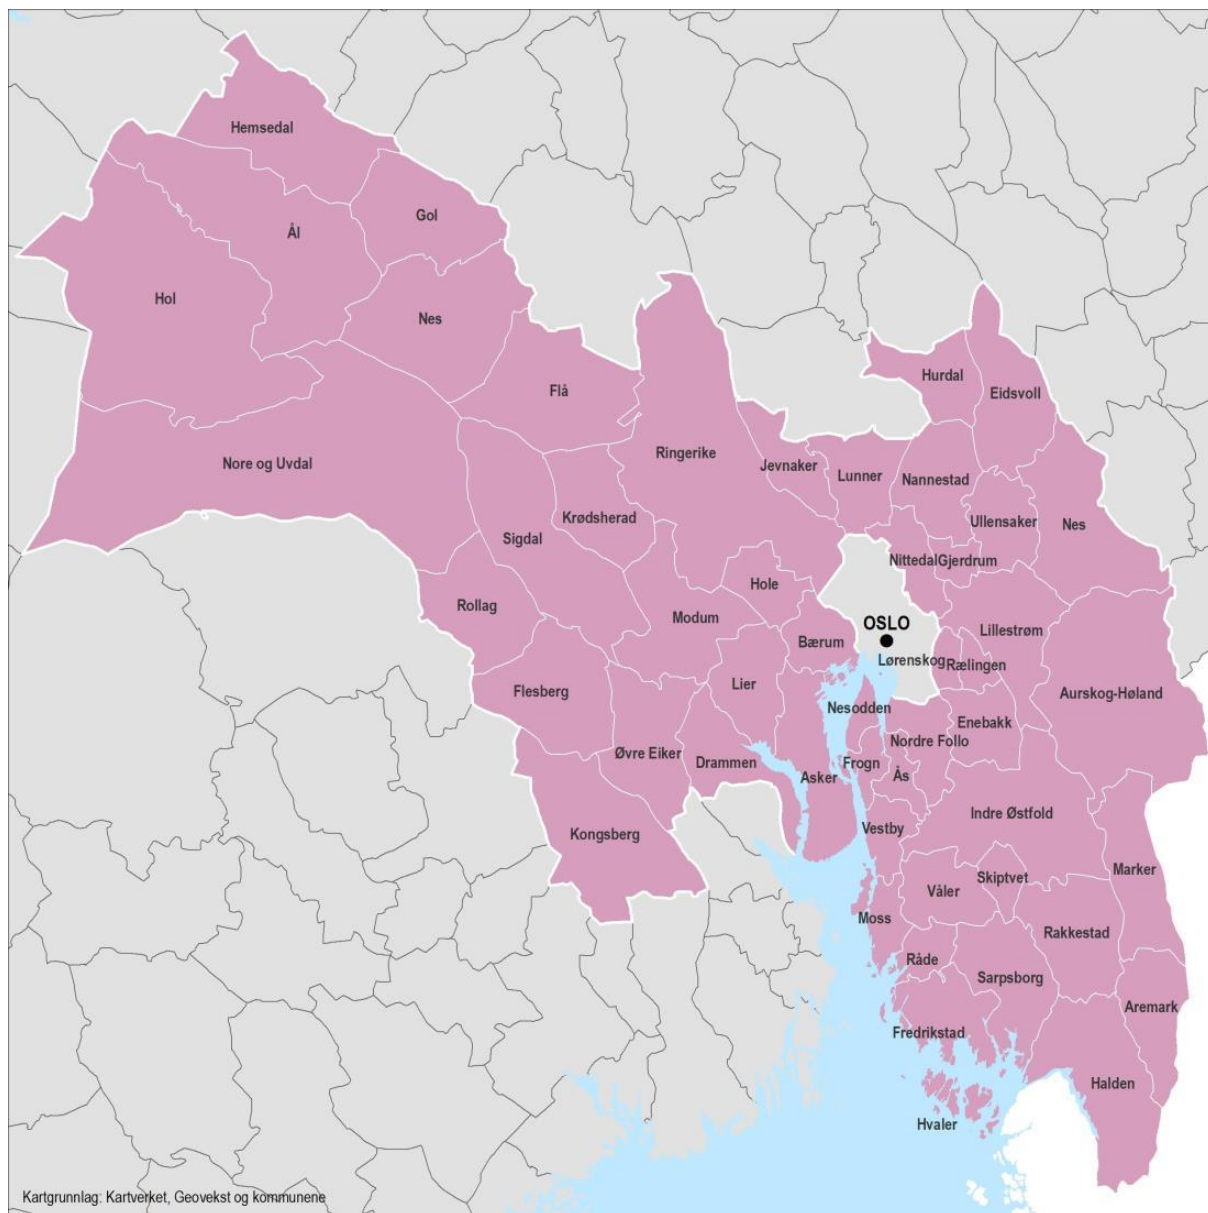 Hemsedal
Gol
Ål
Hol
Nes
Flå
Hurdal
Eidsvoll
Nore og Uvdal
Ringerike
Jevnaker
Lunner
Nannestad
Krødsherad
Ullensaker
Nes
Sigdal
Nittedal
Gjerdrum
Hole
Rollag
Modum
OSLO
Lillestrøm
Bærum
Lørenskog
Rælingen
Flesberg
Lier
Aurskog-Høland
Nesodden
Enebakk
Øvre Eiker
Nordre Follo
Drammen
Frogn
Ås
Asker
Indre Østfold
Kongsberg
Vestby
Marker
Skiptvet
Våler
Moss
Rakkestad
Råde
Sarpsborg
Aremark
Fredrikstad
Halden
Hvaler
Kartgrunnlag: Kartverket, Geovekst og kommunene